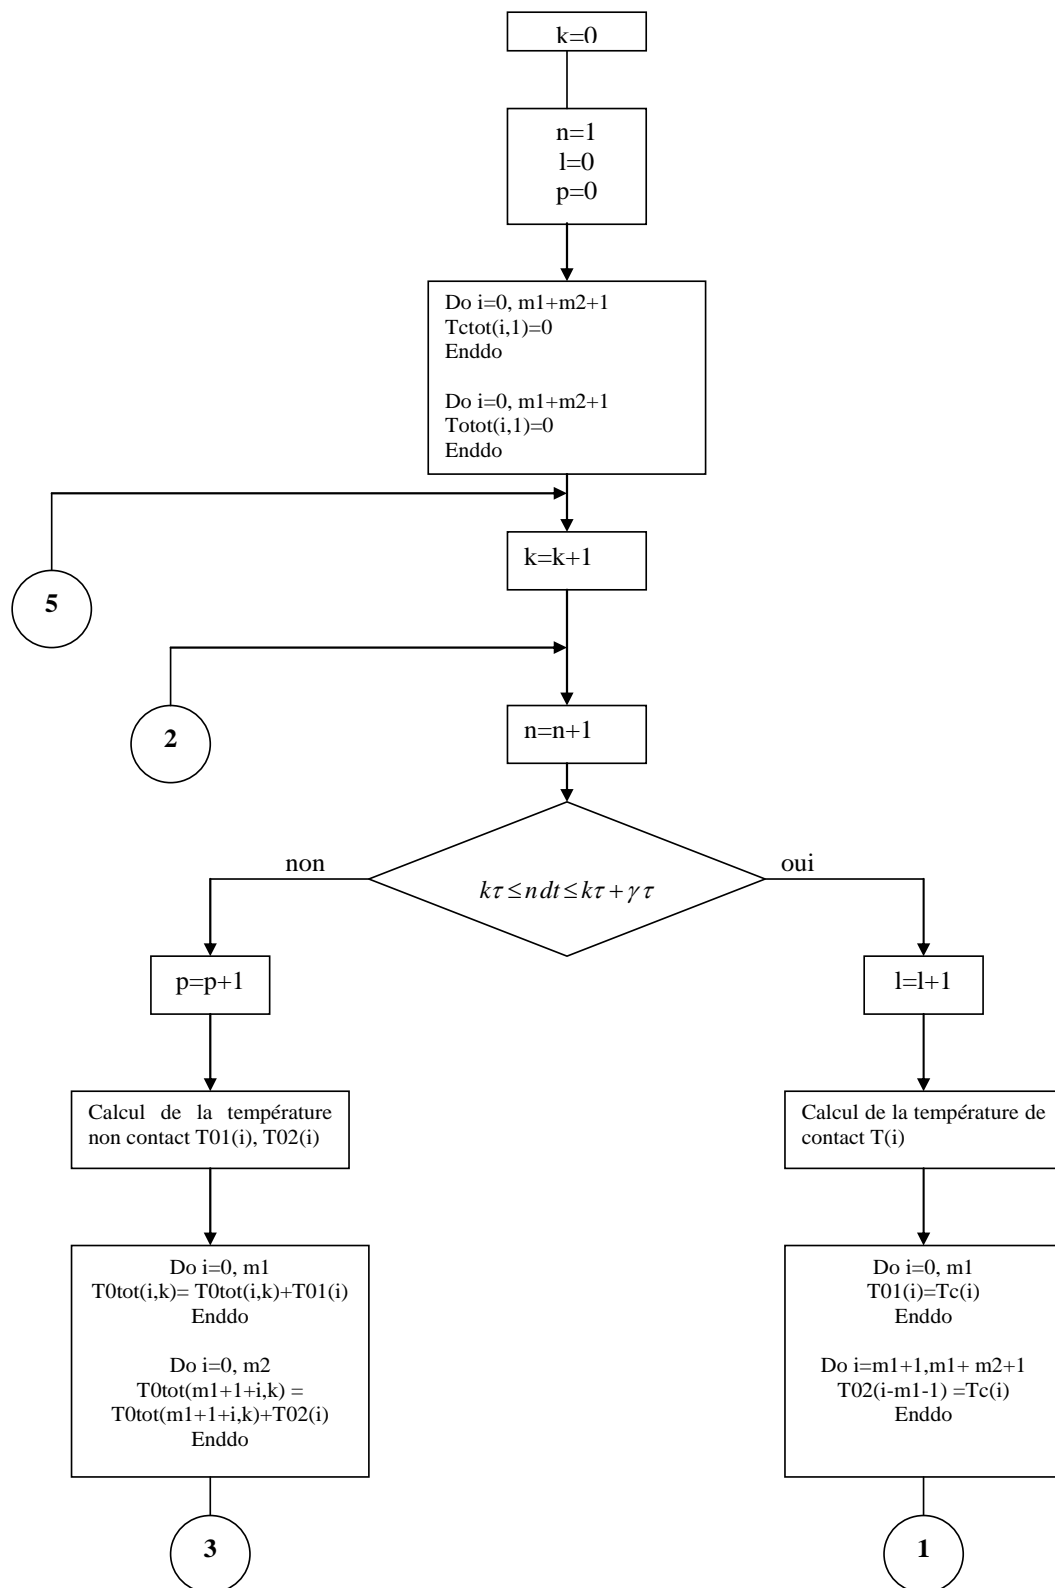 k=0
n=1
l=0
p=0
Do i=0, m1+m2+1
Tctot(i,1)=0
Enddo
Do i=0, m1+m2+1
Totot(i,1)=0
Enddo
k=k+1
5
2
n=n+1
non
oui
kτ ≤ n dt ≤ kτ + γ τ
p=p+1
l=l+1
Calcul de la température
non contact T01(i), T02(i)
Calcul de la température de
contact T(i)
Do i=0, m1
T0tot(i,k)= T0tot(i,k)+T01(i)
Enddo
Do i=0, m2
T0tot(m1+1+i,k) =
T0tot(m1+1+i,k)+T02(i)
Enddo
Do i=0, m1
T01(i)=Tc(i)
Enddo
Do i=m1+1,m1+ m2+1
T02(i-m1-1) =Tc(i)
Enddo
3
1